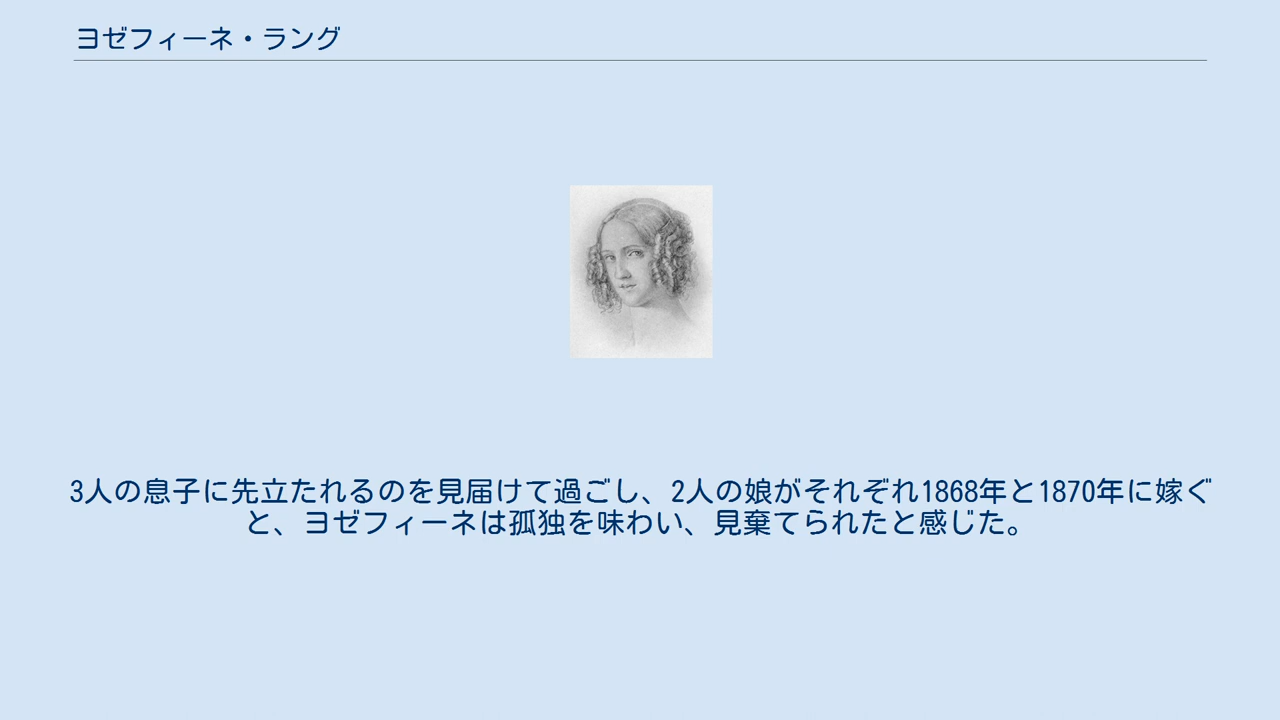 ヨゼフィーネ・ラング
3人の息子に先立たれるのを見届けて過ごし、2人の娘がそれぞれ1868年と1870年に嫁ぐ
と、ヨゼフィーネは孤独を味わい、見棄てられたと感じた。